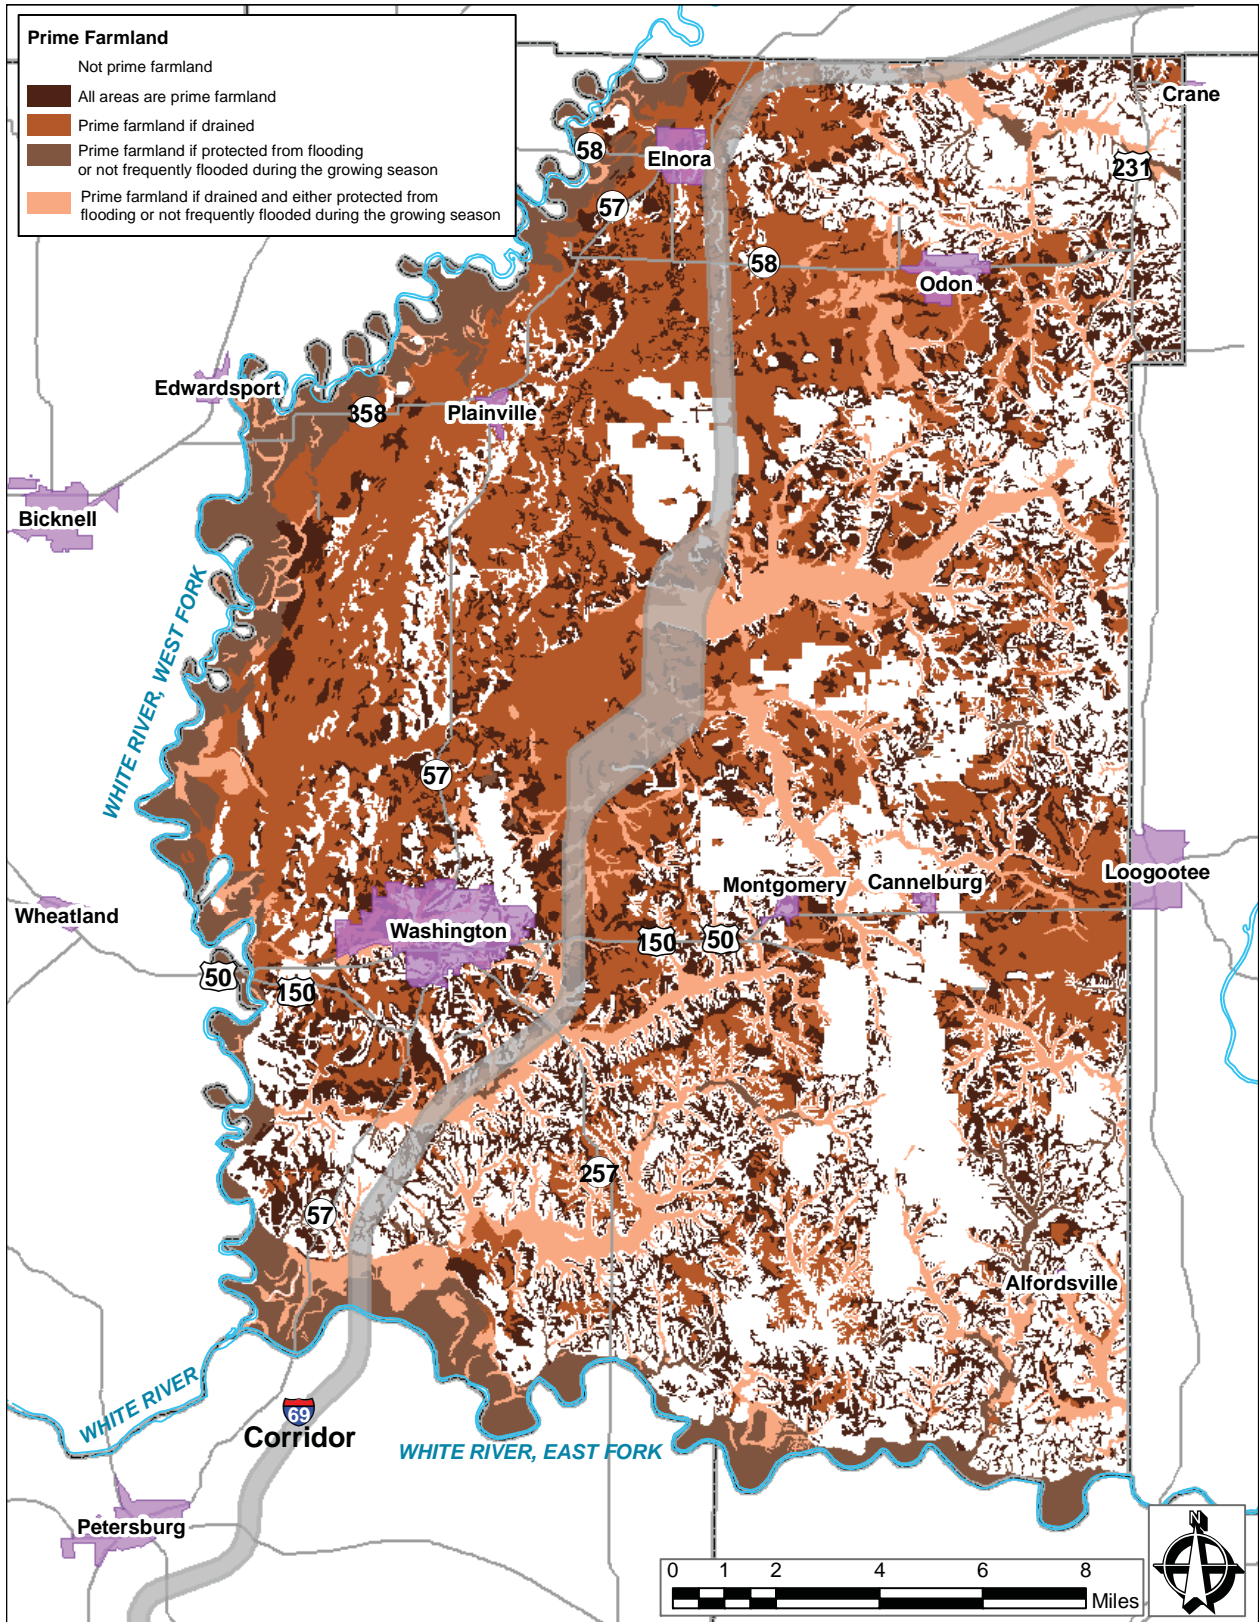 Prime Farmland
Not prime farmland
All areas are prime farmland
Prime farmland if drained
Prime farmland if protected from flooding
or not frequently flooded during the growing season
Prime farmland if drained and either protected from
flooding or not frequently flooded during the growing season
Crane
58
Elnora
231
57
58
Odon
Edwardsport
358
Plainville
Bicknell
WHITE RIVER, WEST FORK
57
Loogootee
Montgomery
Cannelburg
Wheatland
Washington
150
50
50
150
257
57
Alfordsville
WHITE RIVER
69
Corridor
WHITE RIVER, EAST FORK
Petersburg
N
0 1 2 4 6 8
Miles